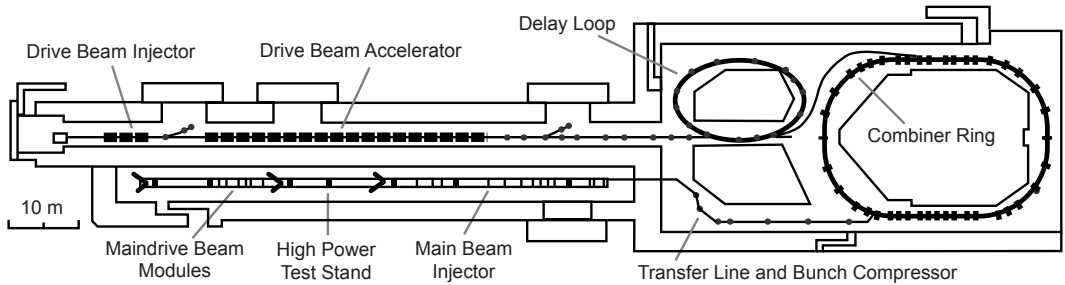 Delay Loop
Drive Beam Injector
Drive Beam Accelerator
Combiner Ring
10 m
Maindrive Beam
Modules
High Power
Test Stand
Main Beam
Injector
Transfer Line and Bunch Compressor